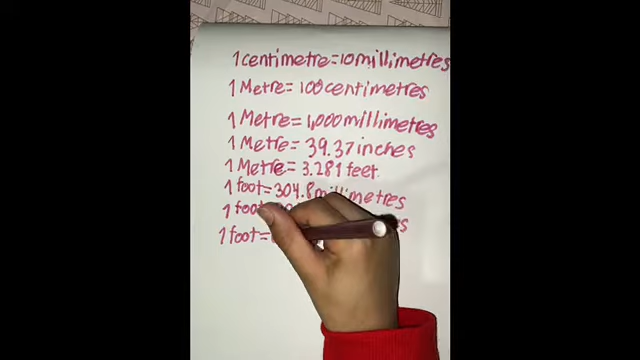 1 centimetre=10 millimetres
1 Metre= 100 centimetres
1 Metre= 1,000 millimetres
1 Metre= 39.37 inches
1 Metre= 3.281 feet
1 foot= 304.8 millimetres
1 foot
1 foot=